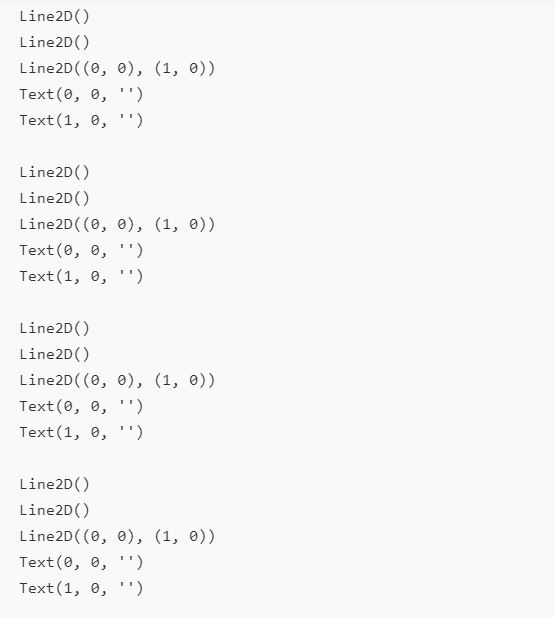 Line2D()
Line2D()
Line2D((0, 0), (1, 0))
Text(0, 0, '')
Text(1, 0, '')

Line2D()
Line2D()
Line2D((0, 0), (1, 0))
Text(0, 0, '')
Text(1, 0, '')

Line2D()
Line2D()
Line2D((0, 0), (1, 0))
Text(0, 0, '')
Text(1, 0, '')

Line2D()
Line2D()
Line2D((0, 0), (1, 0))
Text(0, 0, '')
Text(1, 0, '')